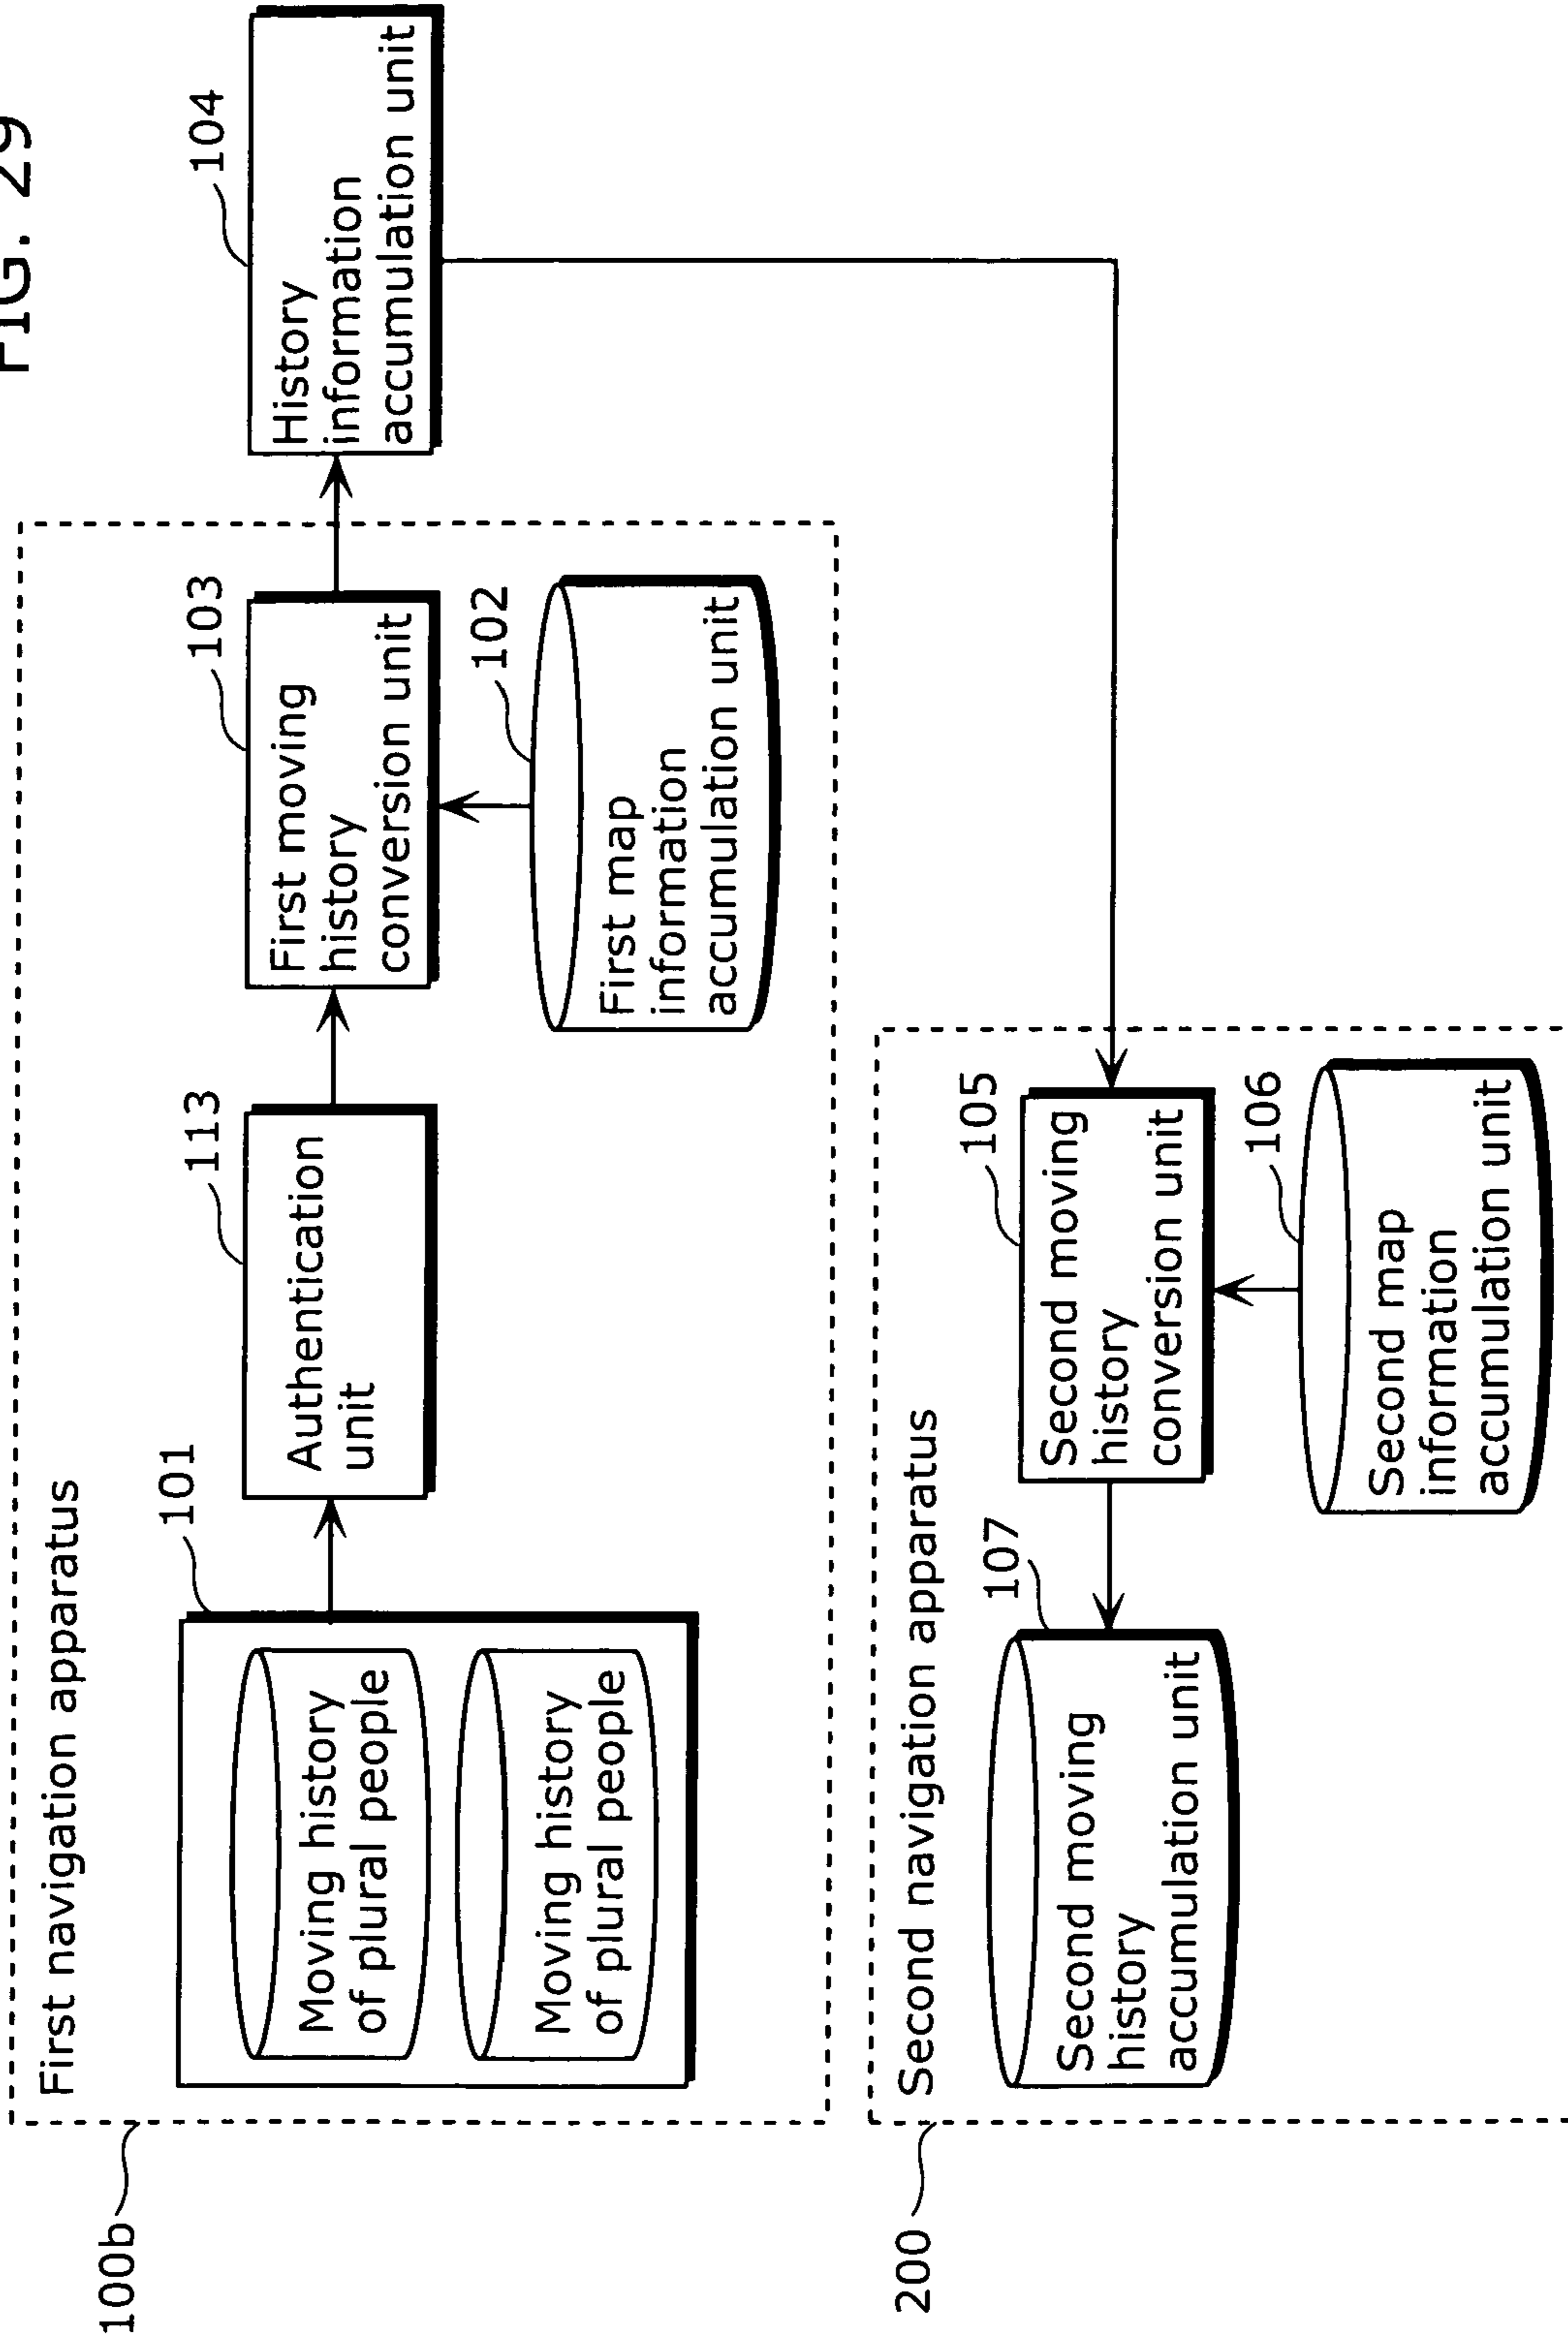 FIG. 29
100b
First navigation apparatus
101
Moving history
of plural people
Moving history
of plural people
113
Authentication
unit
103
First moving
history
conversion unit
102
First map
information
accumulation unit
104
History
information
accumulation unit
200
Second navigation apparatus
107
Second moving
history
accumulation unit
105
Second moving
history
conversion unit
106
Second map
information
accumulation unit